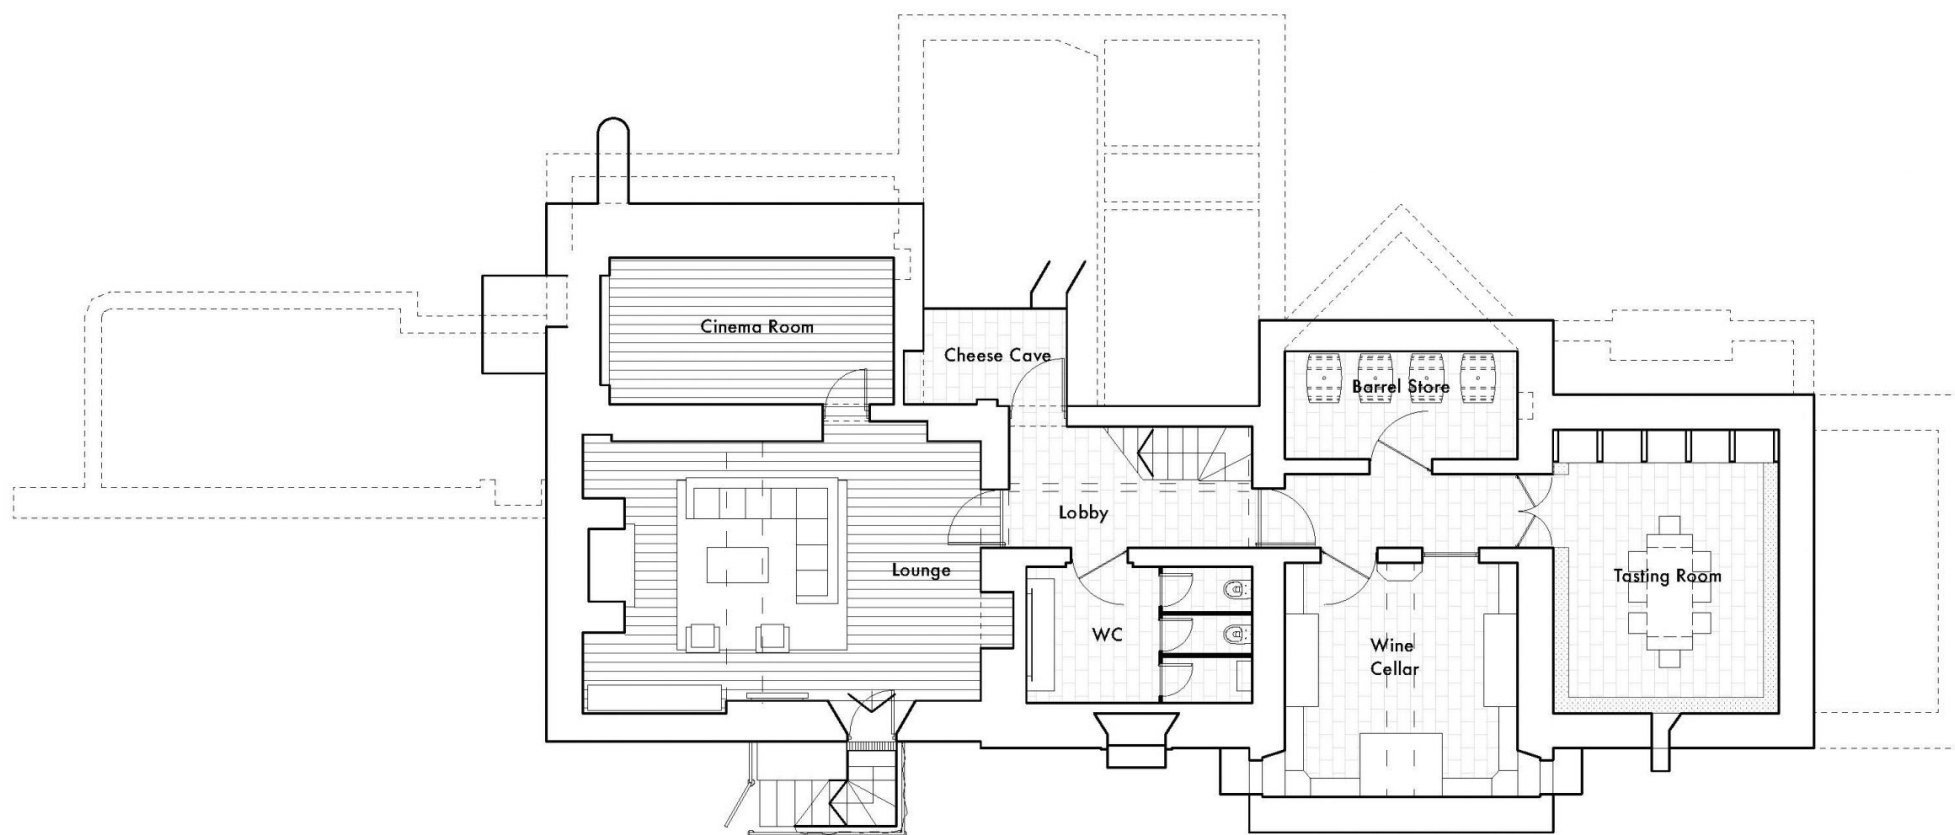 Cinema Room
Cheese Cave
Barrel Store
Lobby
Lounge
Tasting Room
WC
Wine
Cellar